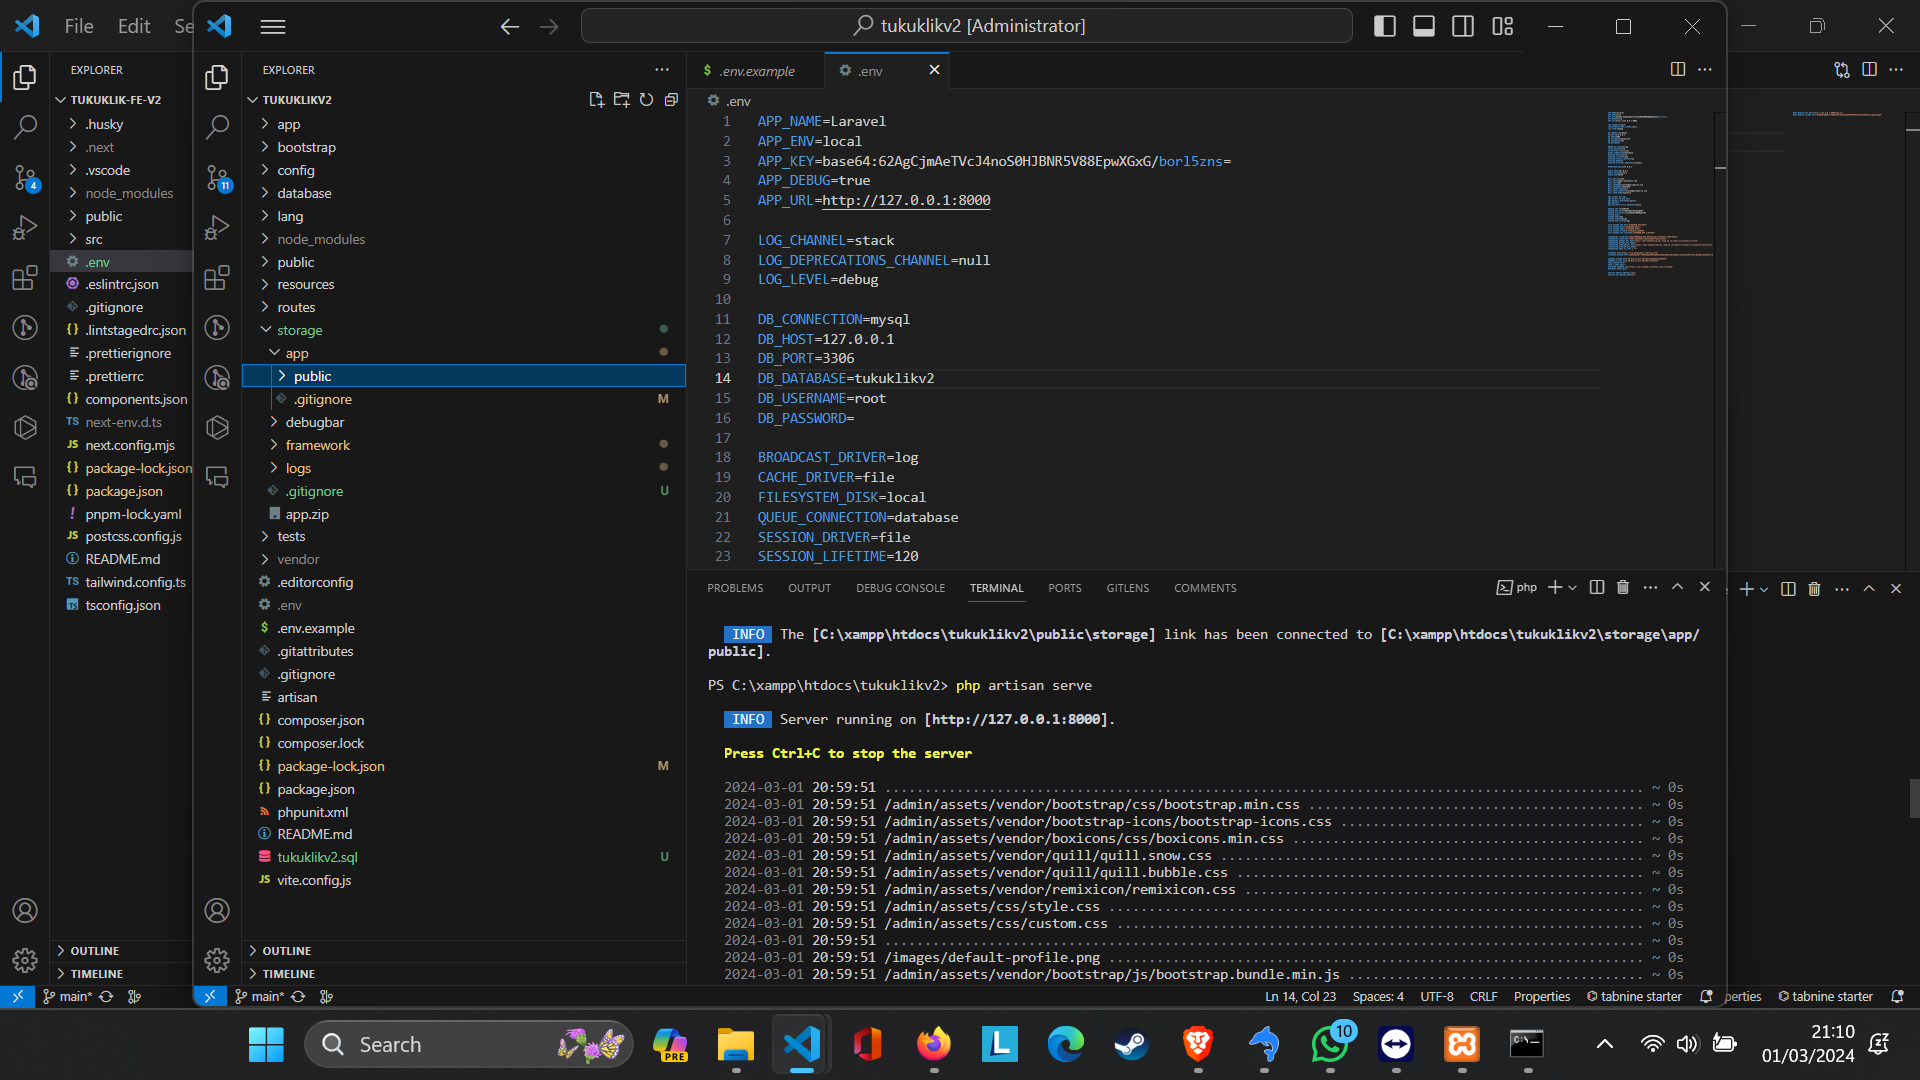 File Edit Se
tukuklikv2 [Administrator]
EXPLORER
TUKUKLIK-FE-V2
.husky
.next
.vscode
node_modules
public
src
.env
.eslintrc.json
.gitignore
.lintstagedrc.json
.prettierignore
.prettierrc
components.json
next-env.d.ts
next.config.mjs
package-lock.json
package.json
pnpm-lock.yaml
postcss.config.js
README.md
tailwind.config.ts
tsconfig.json
OUTLINE
TIMELINE
4
main*
EXPLORER
TUKUKLIKV2
app
bootstrap
config
database
lang
node_modules
public
resources
routes
storage
app
public
.gitignore M
debugbar
framework
logs
.gitignore U
app.zip
tests
vendor
.editorconfig
.env
.env.example
.gitattributes
.gitignore
artisan
composer.json
composer.lock
package-lock.json M
package.json
phpunit.xml
README.md
tukuklikv2.sql U
vite.config.js
OUTLINE
TIMELINE
11
.env.example
.env
.env
1 APP_NAME=Laravel
2 APP_ENV=local
3 APP_KEY=base64:62AgCjmAeTVcJ4noS0HJBNR5V88EpwXGxG/borl5zns=
4 APP_DEBUG=true
5 APP_URL=http://127.0.0.1:8000
6
7 LOG_CHANNEL=stack
8 LOG_DEPRECATIONS_CHANNEL=null
9 LOG_LEVEL=debug
10
11 DB_CONNECTION=mysql
12 DB_HOST=127.0.0.1
13 DB_PORT=3306
14 DB_DATABASE=tukuklikv2
15 DB_USERNAME=root
16 DB_PASSWORD=
17
18 BROADCAST_DRIVER=log
19 CACHE_DRIVER=file
20 FILESYSTEM_DISK=local
21 QUEUE_CONNECTION=database
22 SESSION_DRIVER=file
23 SESSION_LIFETIME=120
PROBLEMS OUTPUT DEBUG CONSOLE TERMINAL PORTS GITLENS COMMENTS php
INFO The [C:\xampp\htdocs\tukuklikv2\public\storage] link has been connected to [C:\xampp\htdocs\tukuklikv2\storage\app/
public].
PS C:\xampp\htdocs\tukuklikv2> php artisan serve
INFO Server running on [http://127.0.0.1:8000].
Press Ctrl+C to stop the server
2024-03-01 20:59:51 ............................................................................................... ~ 0s
2024-03-01 20:59:51 /admin/assets/vendor/bootstrap/css/bootstrap.min.css .......................................... ~ 0s
2024-03-01 20:59:51 /admin/assets/vendor/bootstrap-icons/bootstrap-icons.css ...................................... ~ 0s
2024-03-01 20:59:51 /admin/assets/vendor/boxicons/css/boxicons.min.css ............................................ ~ 0s
2024-03-01 20:59:51 /admin/assets/vendor/quill/quill.snow.css ..................................................... ~ 0s
2024-03-01 20:59:51 /admin/assets/vendor/quill/quill.bubble.css ................................................... ~ 0s
2024-03-01 20:59:51 /admin/assets/vendor/remixicon/remixicon.css .................................................. ~ 0s
2024-03-01 20:59:51 /admin/assets/css/style.css ................................................................... ~ 0s
2024-03-01 20:59:51 /admin/assets/css/custom.css .................................................................. ~ 0s
2024-03-01 20:59:51 ............................................................................................... ~ 0s
2024-03-01 20:59:51 /images/default-profile.png ................................................................... ~ 0s
2024-03-01 20:59:51 /admin/assets/vendor/bootstrap/js/bootstrap.bundle.min.js ..................................... ~ 0s
main* Ln 14, Col 23 Spaces: 4 UTF-8 CRLF Properties tabnine starter perties tabnine starter
Search
PRE
L
10
C:\
21:10
01/03/2024